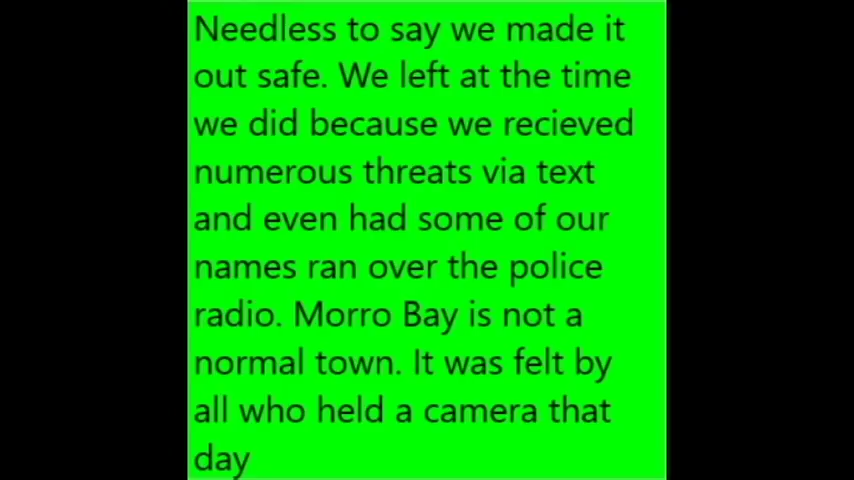 Needless to say we made it
out safe. We left at the time
we did because we recieved
numerous threats via text
and even had some of our
names ran over the police
radio. Morro Bay is not a
normal town. It was felt by
all who held a camera that
day